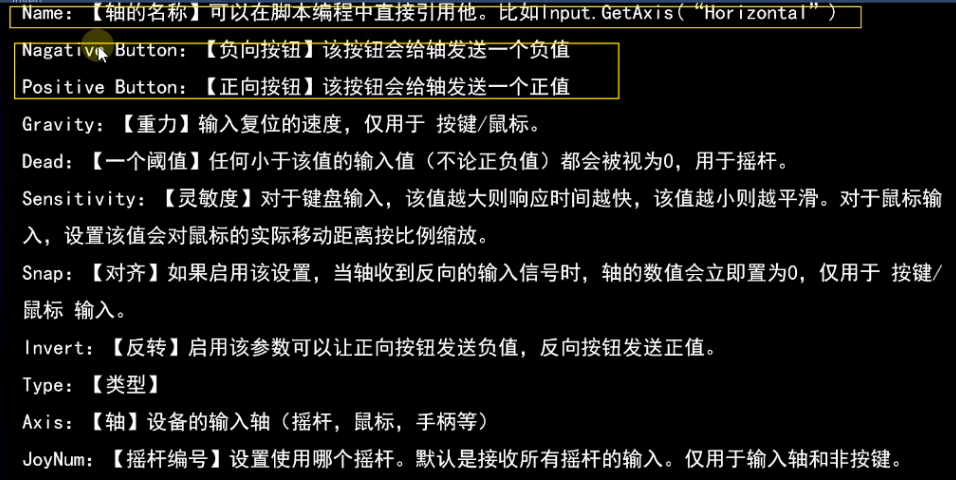 Name: 【轴的名称】可以在脚本编程中直接引用他。比如Input.GetAxis(“Horizontal”)
Nagative Button: 【负向按钮】该按钮会给轴发送一个负值
Positive Button: 【正向按钮】该按钮会给轴发送一个正值
Gravity: 【重力】输入复位的速度，仅用于 按键/鼠标。
Dead: 【一个阈值】任何小于该值的输入值（不论正负值）都会被视为0，用于摇杆。
Sensitivity: 【灵敏度】对于键盘输入，该值越大则响应时间越快，该值越小则越平滑。对于鼠标输
入，设置该值会对鼠标的实际移动距离按比例缩放。
Snap: 【对齐】如果启用该设置，当轴收到反向的输入信号时，轴的数值会立即置为0，仅用于 按键/
鼠标 输入。
Invert: 【反转】启用该参数可以让正向按钮发送负值，反向按钮发送正值。
Type: 【类型】
Axis: 【轴】设备的输入轴（摇杆，鼠标，手柄等）
JoyNum: 【摇杆编号】设置使用哪个摇杆。默认是接收所有摇杆的输入。仅用于输入轴和非按键。